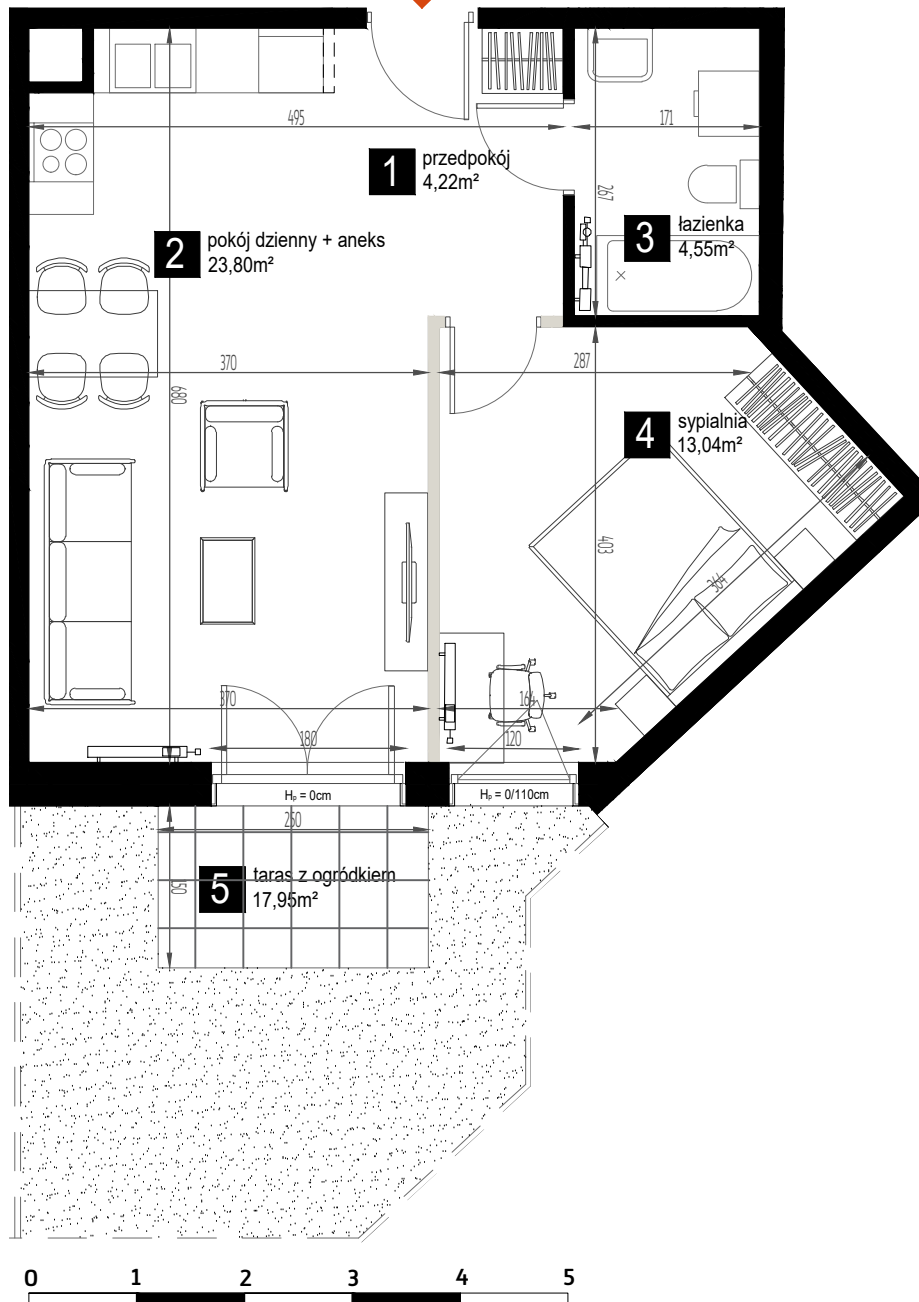 495
171
1
przedpokój
4,22m²
267
2
pokój dzienny + aneks
23,80m²
3
łazienka
4,55m²
370
680
287
4
sypialnia
13,04m²
403
364
370
164
180
120
Hₚ = 0cm
Hₚ = 0/110cm
250
150
5
taras z ogródkiem
17,95m²
0 1 2 3 4 5